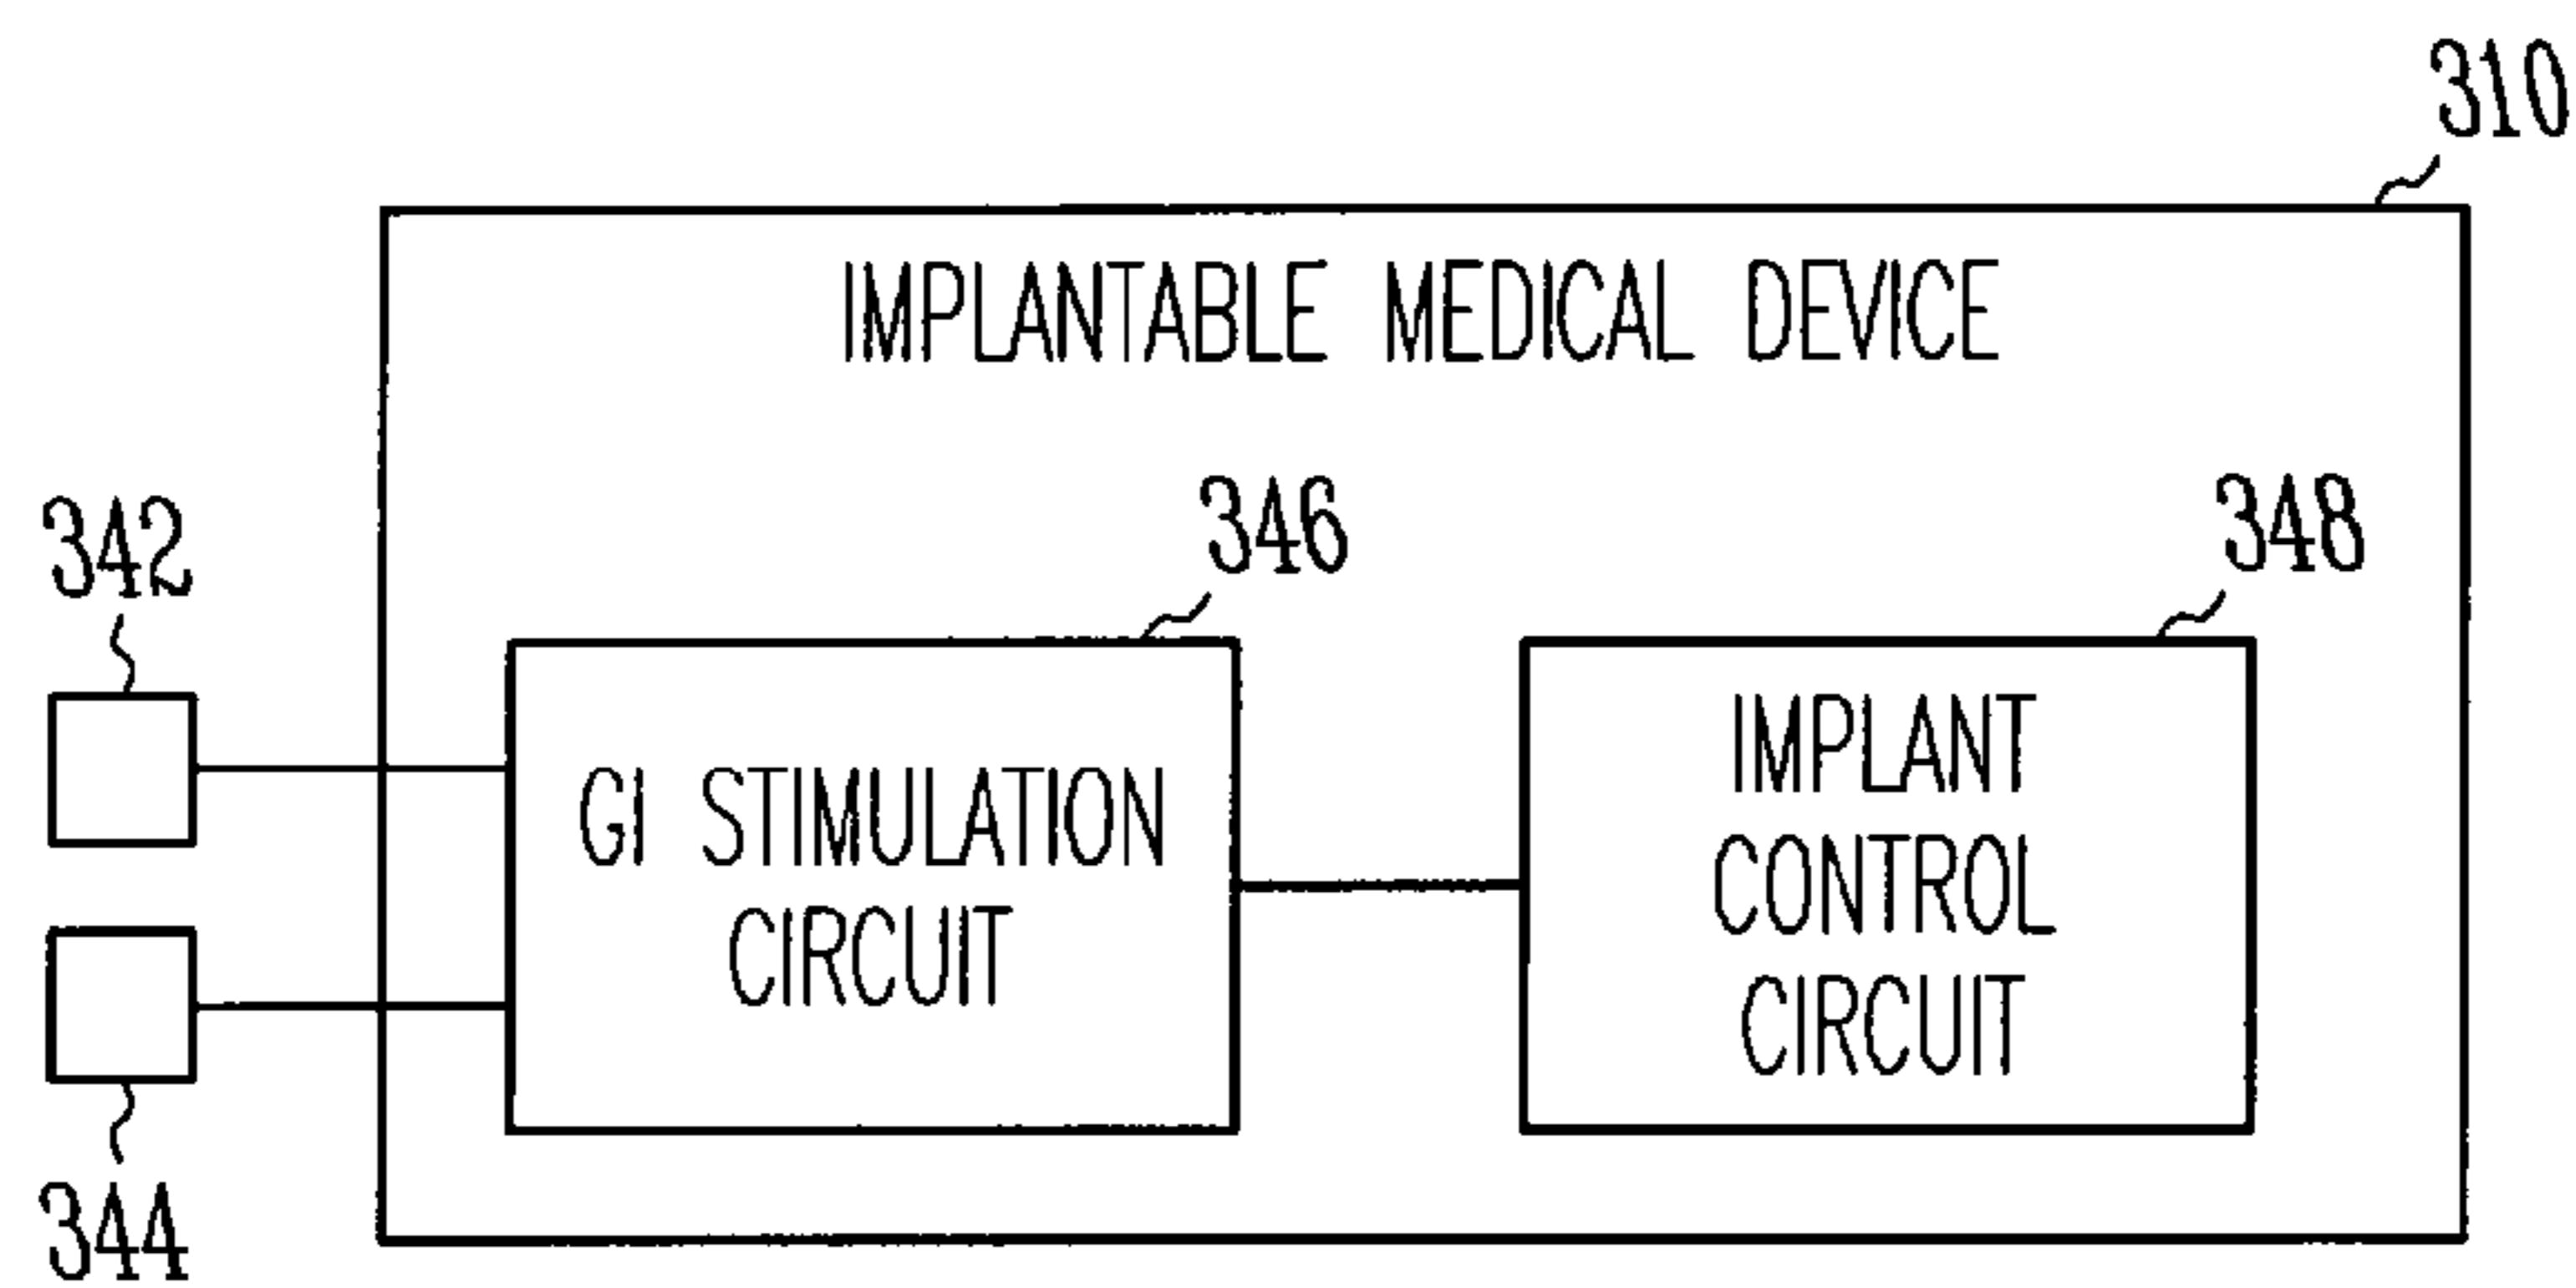 310
IMPLANTABLE MEDICAL DEVICE
342
346
348
GI STIMULATION
CIRCUIT
IMPLANT
CONTROL
CIRCUIT
344